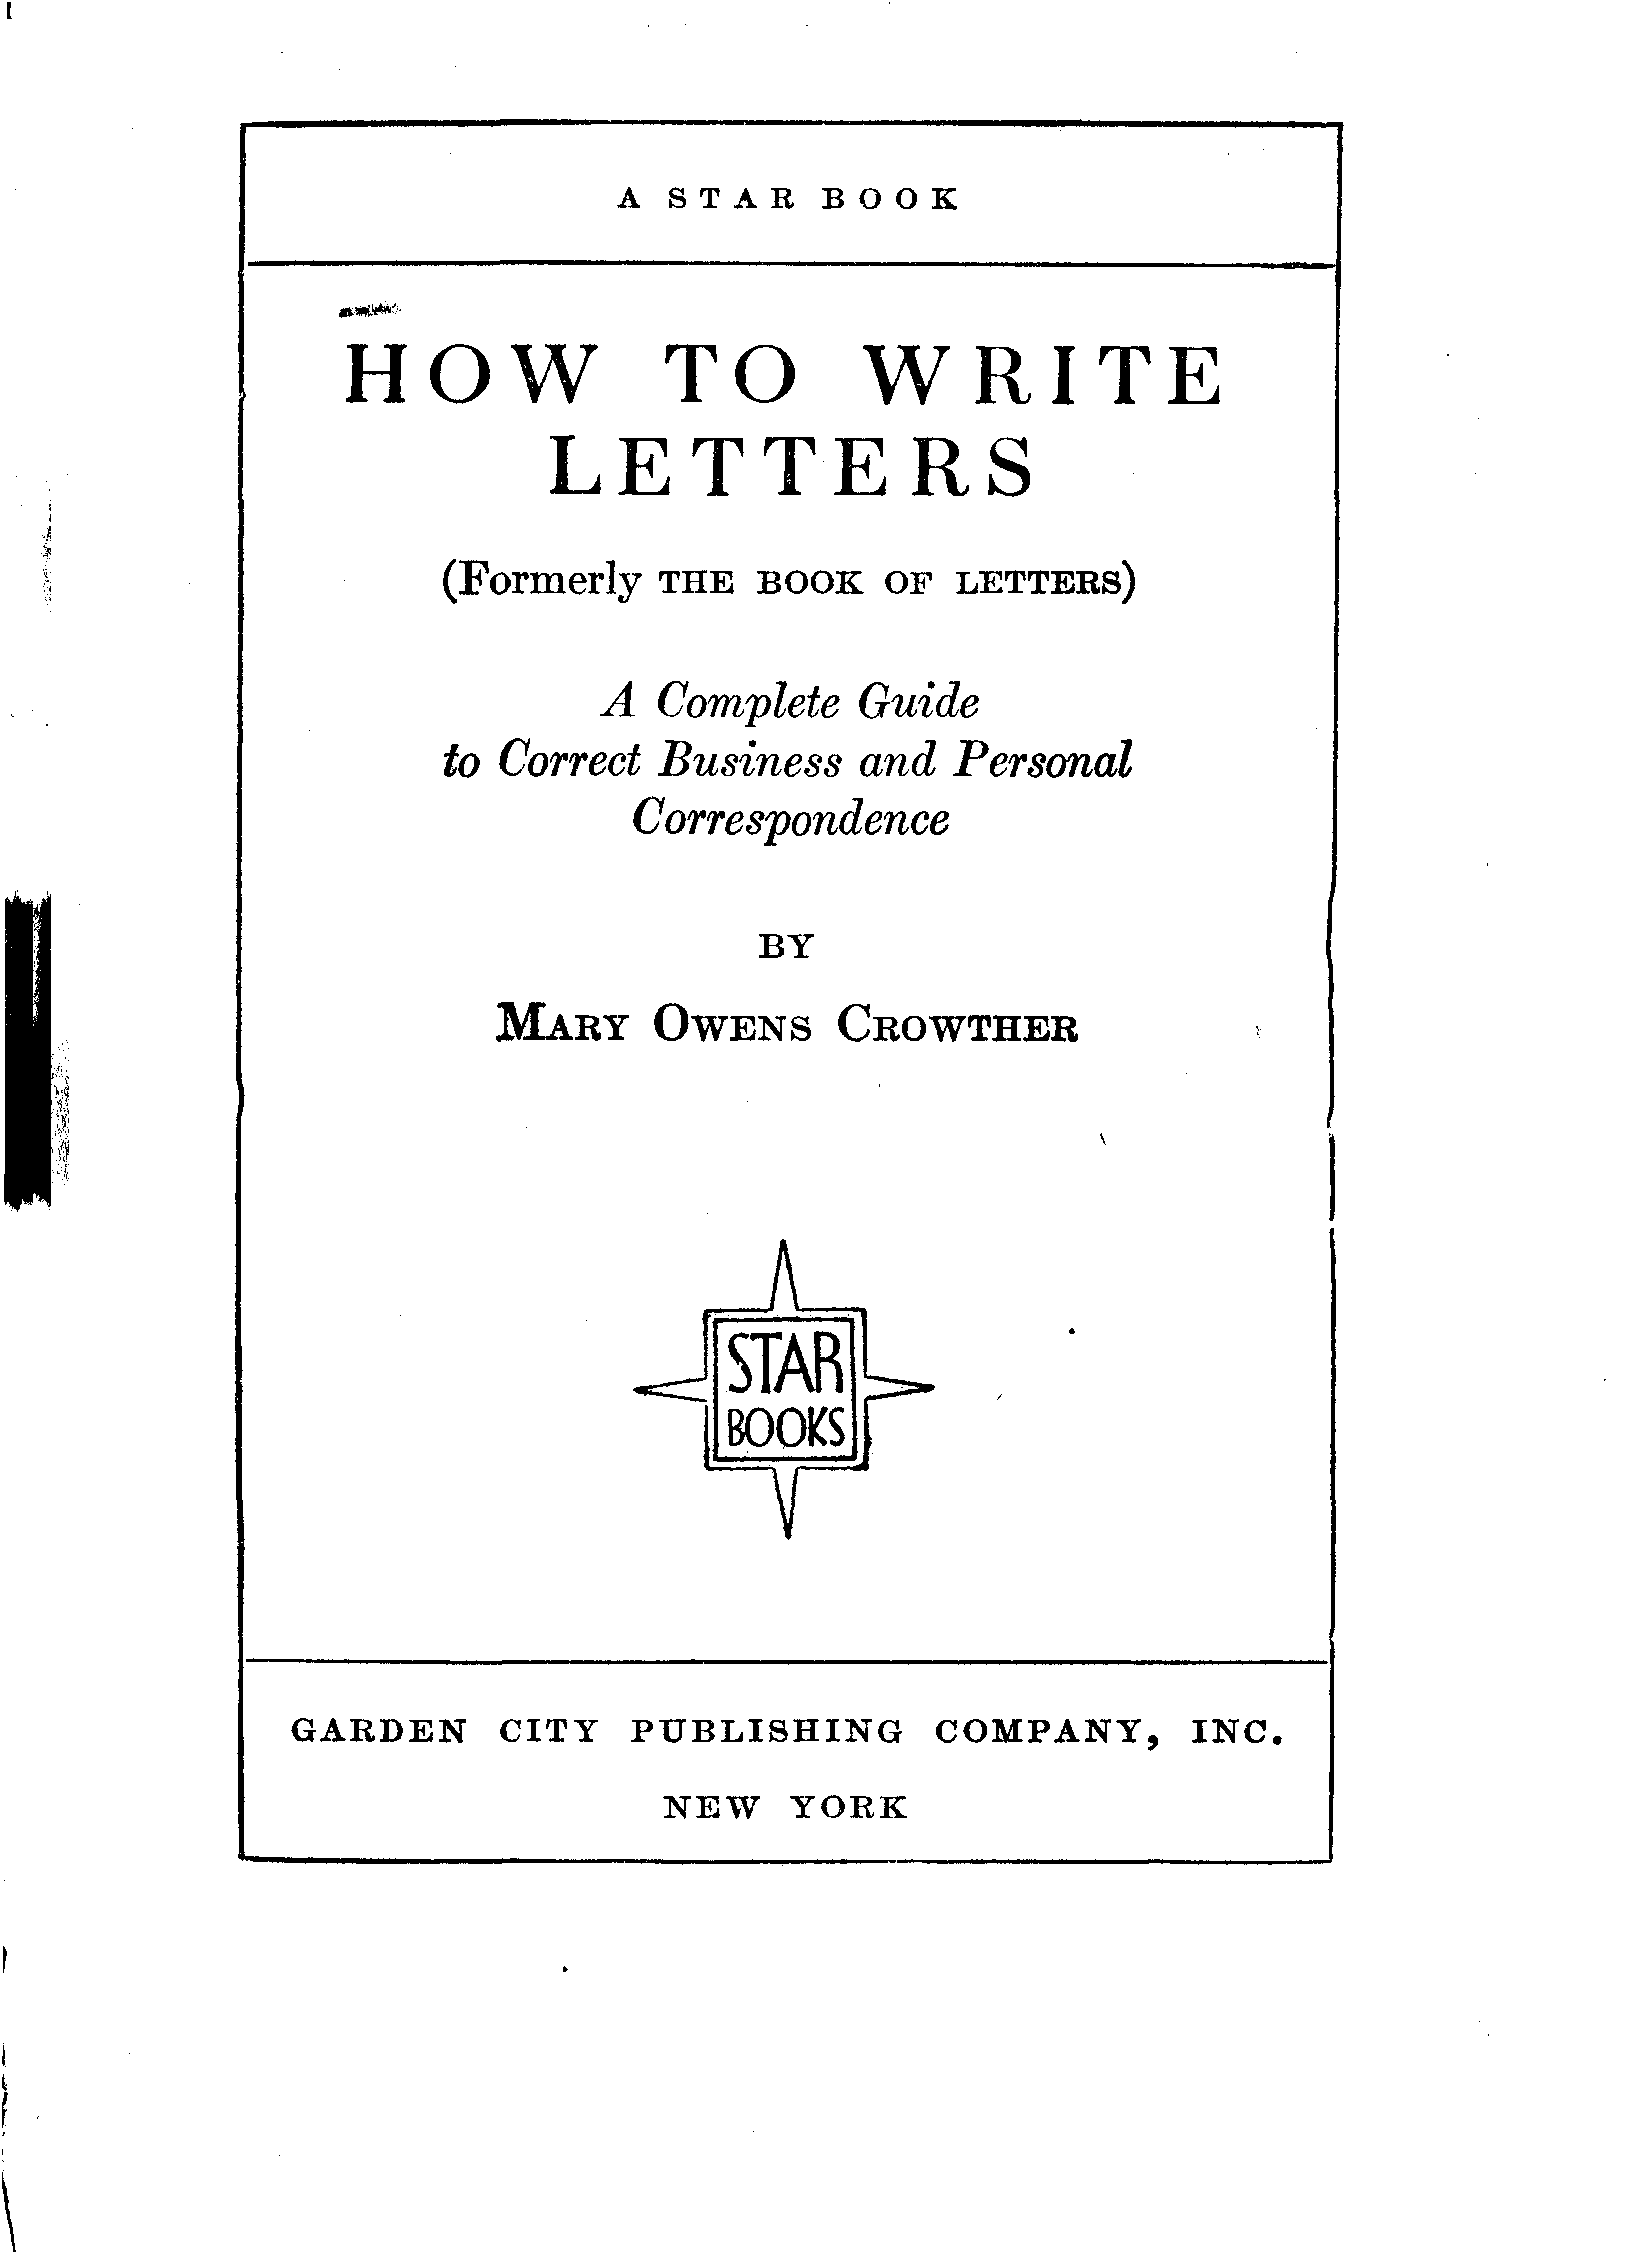 A STAR BOOK
HOW TO WRITE
LETTERS
(Formerly THE BOOK OF LETTERS)
A Complete Guide
to Correct Business and Personal
Correspondence
BY
MARY OWENS CROWTHER
STAR
BOOKS
GARDEN CITY PUBLISHING COMPANY, INC.
NEW YORK